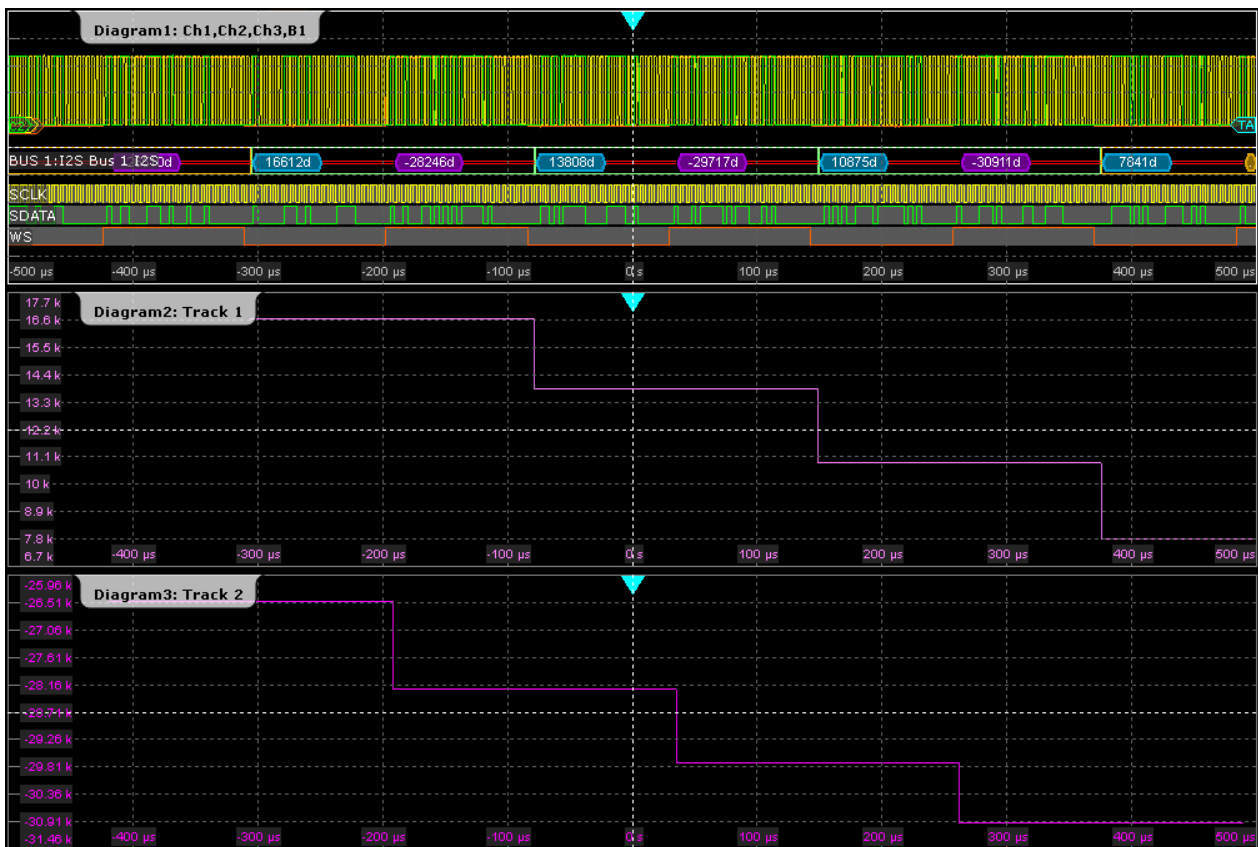 Diagram1: Ch1,Ch2,Ch3,B1
TA
BUS 1:I2S Bus 1 I2S
16612d -28246d 13808d -29717d 10875d -30911d 7841d
SCLK
SDATA
WS
-500 µs -400 µs -300 µs -200 µs -100 µs 0 s 100 µs 200 µs 300 µs 400 µs 500 µs
Diagram2: Track 1
17.7 k
16.6 k
15.5 k
14.4 k
13.3 k
12.2 k
11.1 k
10 k
8.9 k
7.8 k
6.7 k
-400 µs -300 µs -200 µs -100 µs 0 s 100 µs 200 µs 300 µs 400 µs 500 µs
Diagram3: Track 2
-25.96 k
-26.51 k
-27.06 k
-27.61 k
-28.16 k
-28.71 k
-29.26 k
-29.81 k
-30.36 k
-30.91 k
-31.46 k
-400 µs -300 µs -200 µs -100 µs 0 s 100 µs 200 µs 300 µs 400 µs 500 µs